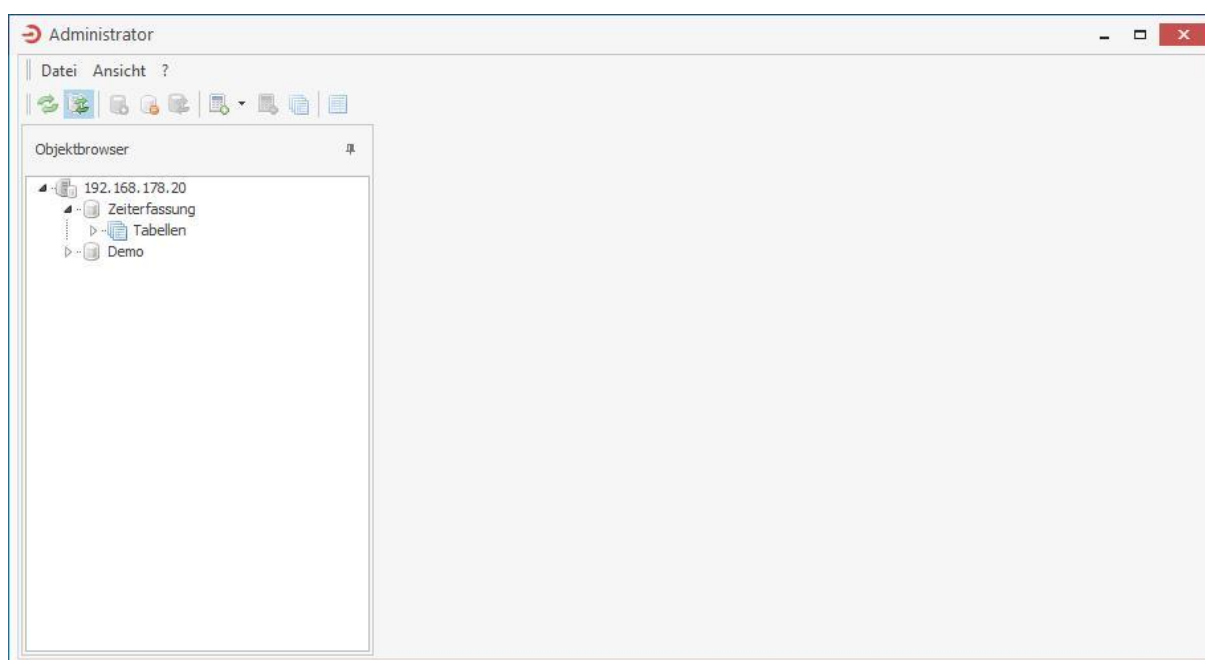 Administrator
Datei Ansicht ?
Objektbrowser
192.168.178.20
Zeiterfassung
Tabellen
Demo